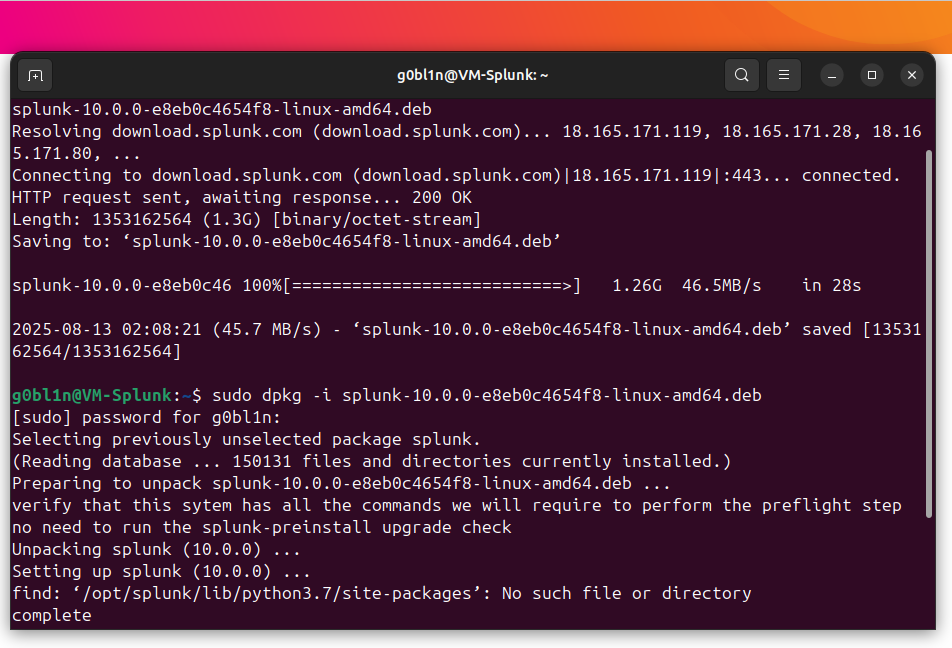 g0bl1n@VM-Splunk: ~
splunk-10.0.0-e8eb0c4654f8-linux-amd64.deb
Resolving download.splunk.com (download.splunk.com)... 18.165.171.119, 18.165.171.28, 18.16
5.171.80, ...
Connecting to download.splunk.com (download.splunk.com)|18.165.171.119|:443... connected.
HTTP request sent, awaiting response... 200 OK
Length: 1353162564 (1.3G) [binary/octet-stream]
Saving to: ‘splunk-10.0.0-e8eb0c4654f8-linux-amd64.deb’
splunk-10.0.0-e8eb0c46 100%[===========================>]   1.26G  46.5MB/s    in 28s
2025-08-13 02:08:21 (45.7 MB/s) - ‘splunk-10.0.0-e8eb0c4654f8-linux-amd64.deb’ saved [13531
62564/1353162564]
g0bl1n@VM-Splunk:~$ sudo dpkg -i splunk-10.0.0-e8eb0c4654f8-linux-amd64.deb
[sudo] password for g0bl1n:
Selecting previously unselected package splunk.
(Reading database ... 150131 files and directories currently installed.)
Preparing to unpack splunk-10.0.0-e8eb0c4654f8-linux-amd64.deb ...
verify that this sytem has all the commands we will require to perform the preflight step
no need to run the splunk-preinstall upgrade check
Unpacking splunk (10.0.0) ...
Setting up splunk (10.0.0) ...
find: ‘/opt/splunk/lib/python3.7/site-packages’: No such file or directory
complete